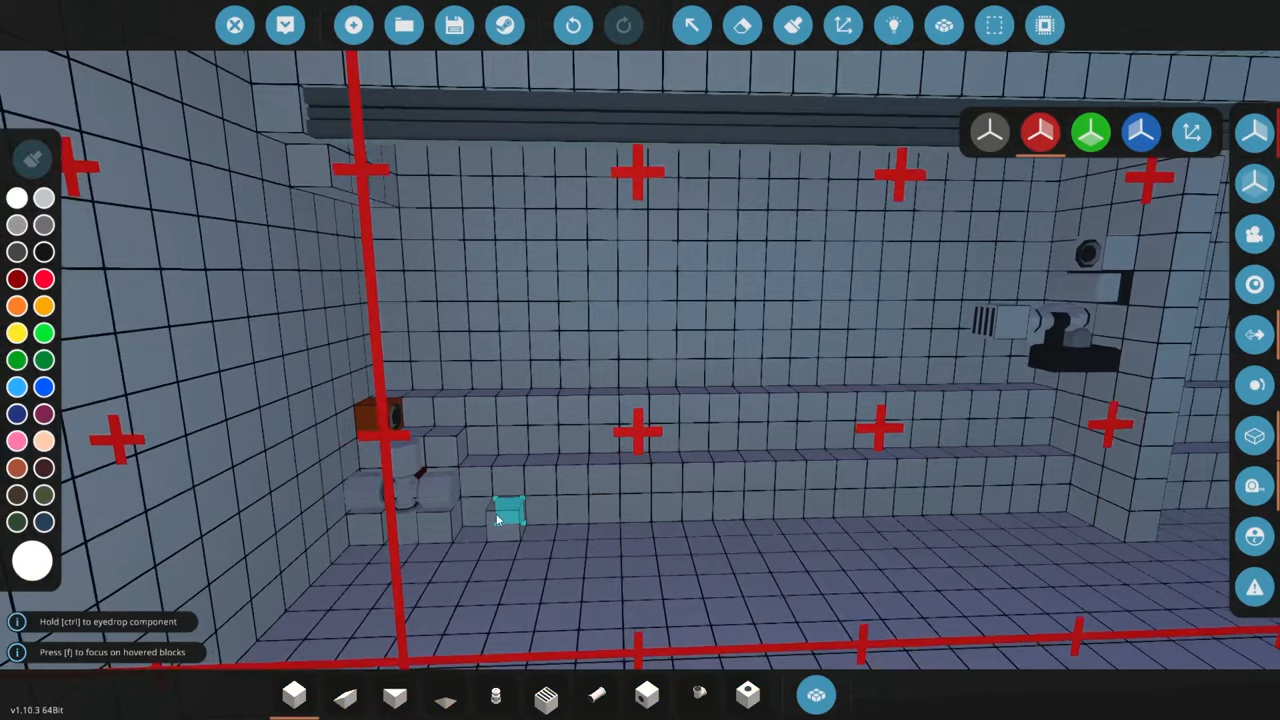 Hold [ctrl] to eyedrop component
Press [f] to focus on hovered blocks
v1.10.3 64Bit